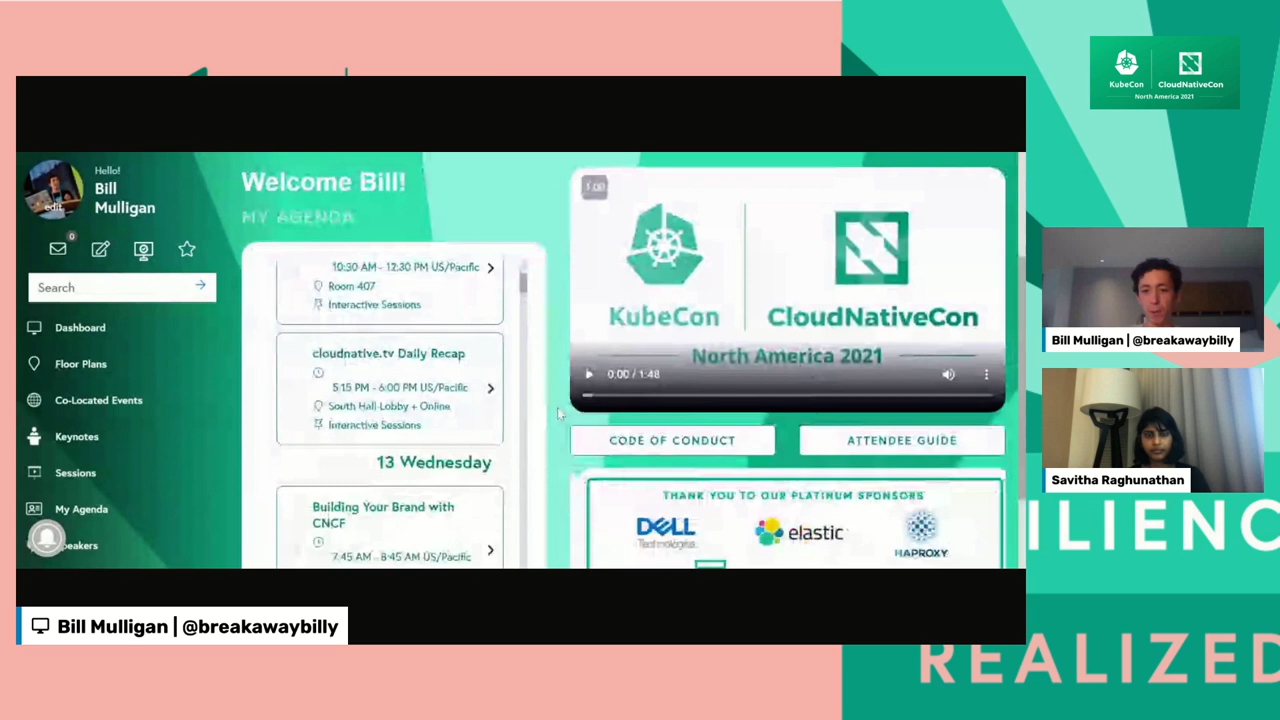 KubeCon
CloudNativeCon
North America 2021
Hello!
Bill
Mulligan
edit
0
Search
Dashboard
Floor Plans
Co-Located Events
Keynotes
Sessions
My Agenda
peakers
Welcome Bill!
MY AGENDA
10:30 AM - 12:30 PM US/Pacific
Room 407
Interactive Sessions
cloudnative.tv Daily Recap
5:15 PM - 6:00 PM US/Pacific
South Hall Lobby + Online
Interactive Sessions
13 Wednesday
Building Your Brand with
CNCF
7:45 AM - 8:45 AM US/Pacific
KubeCon
CloudNativeCon
North America 2021
0:00 / 1:48
CODE OF CONDUCT
ATTENDEE GUIDE
THANK YOU TO OUR PLATINUM SPONSORS
DELL
Technologies
elastic
HAPROXY
Bill Mulligan | @breakawaybilly
Savitha Raghunathan
Bill Mulligan | @breakawaybilly
ILIENC
REALIZED